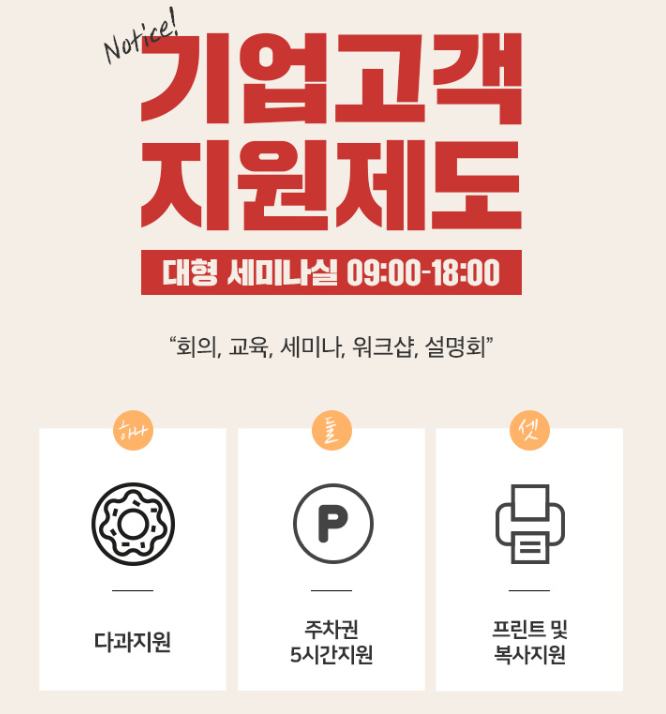 Notice!
기업고객
지원제도
대형 세미나실 09:00-18:00
“회의, 교육, 세미나, 워크샵, 설명회”
하나
둘
셋
P
다과지원
주차권
5시간지원
프린트 및
복사지원